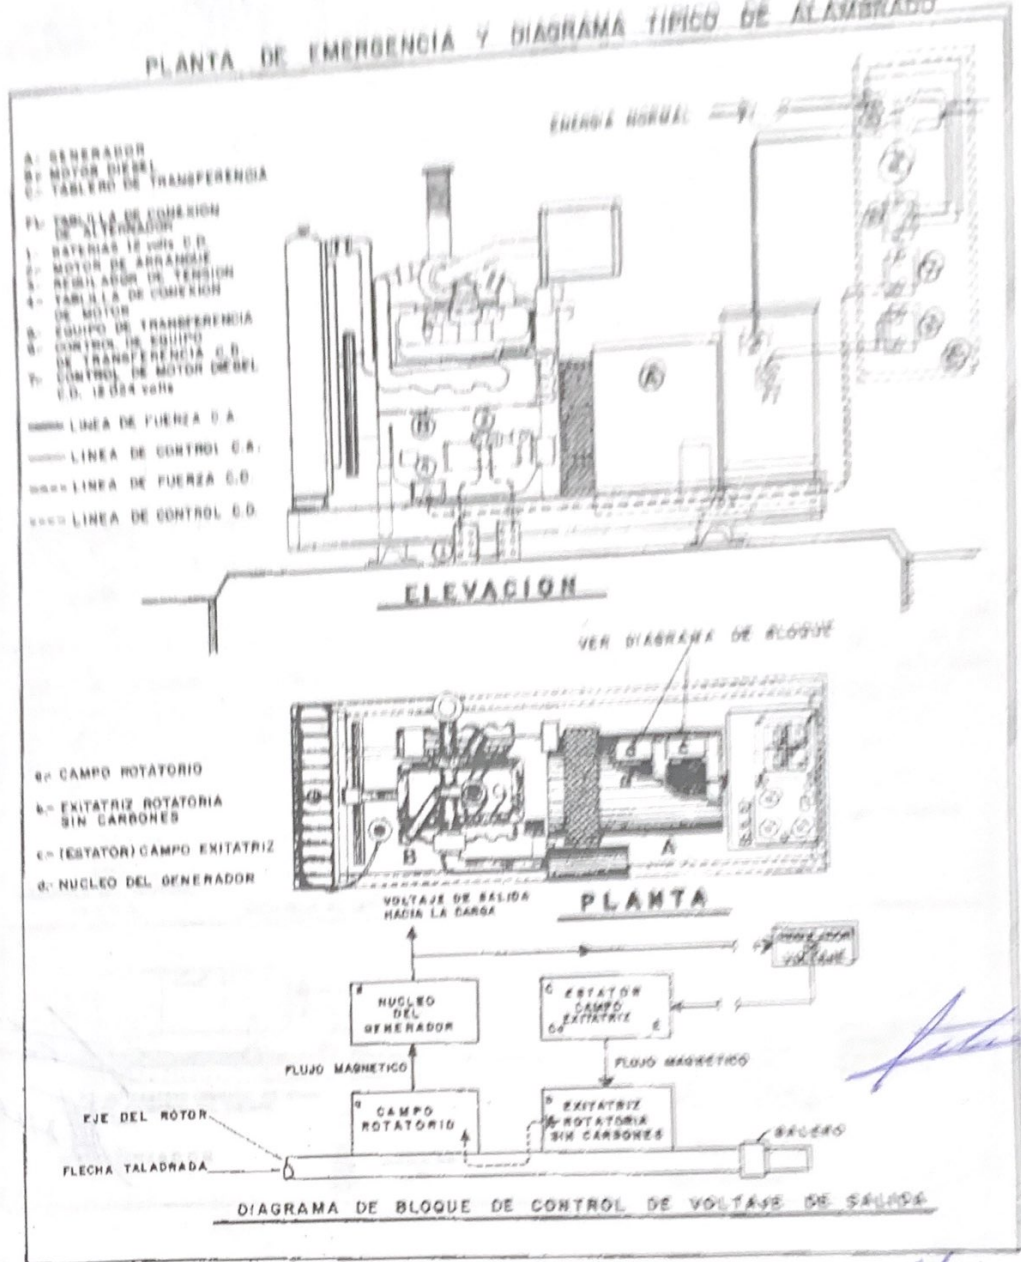 PLANTA DE EMERGENCIA Y DIAGRAMA TIPICO DE ALAMBRADO
ENERGIA NORMAL
A.- GENERADOR
B.- MOTOR DIESEL
C.- TABLERO DE TRANSFERENCIA
TABLILLA DE CONEXION
DE ALTERNADOR
1.- BATERIAS 12 volts C.D.
2.- MOTOR DE ARRANQUE
3.- REGULADOR DE TENSION
4.- TABLILLA DE CONEXION
DE MOTOR
EQUIPO DE TRANSFERENCIA
CONTROL DE EQUIPO
DE TRANSFERENCIA
7.- CONTROL DE MOTOR DIESEL
C.D. volts
LINEA DE FUERZA C.A.
LINEA DE CONTROL C.A.
LINEA DE FUERZA C.D.
LINEA DE CONTROL C.D.
A
B
ELEVACION
VER DIAGRAMA DE BLOQUE
a.- CAMPO ROTATORIO
b.- EXITATRIZ ROTATORIA
SIN CARBONES
c.- (ESTATOR) CAMPO EXITATRIZ
d.- NUCLEO DEL GENERADOR
B
A
PLANTA
VOLTAJE DE SALIDA
HACIA LA CARGA
REGULADOR
VOLTAJE
d
NUCLEO
DEL
GENERADOR
C
ESTATOR
CAMPO
EXITATRIZ
FLUJO MAGNETICO
FLUJO MAGNETICO
a
CAMPO
ROTATORIO
EXITATRIZ
ROTATORIA
SIN CARBONES
EJE DEL ROTOR
BALERO
FLECHA TALADRADA
DIAGRAMA DE BLOQUE DE CONTROL DE VOLTAJE DE SALIDA